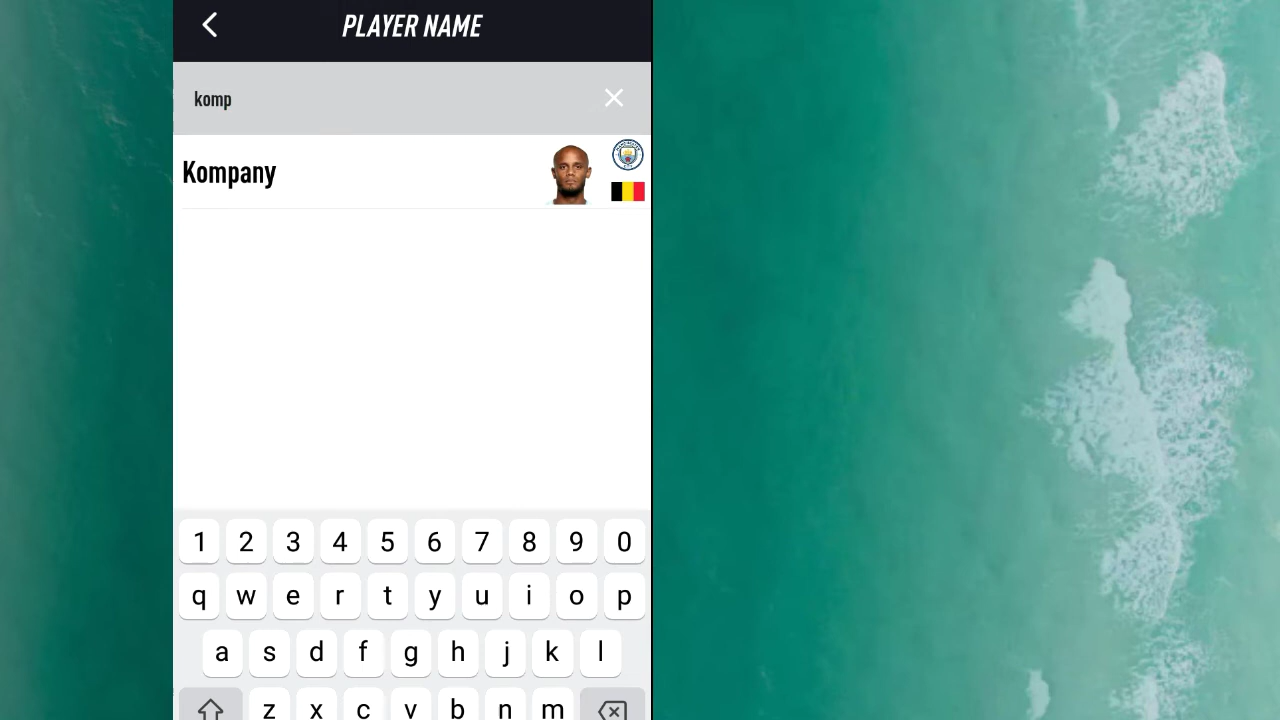 PLAYER NAME
komp
Kompany
1 2 3 4 5 6 7 8 9 0
q w e r t y u i o p
a s d f g h j k l
z x c v b n m